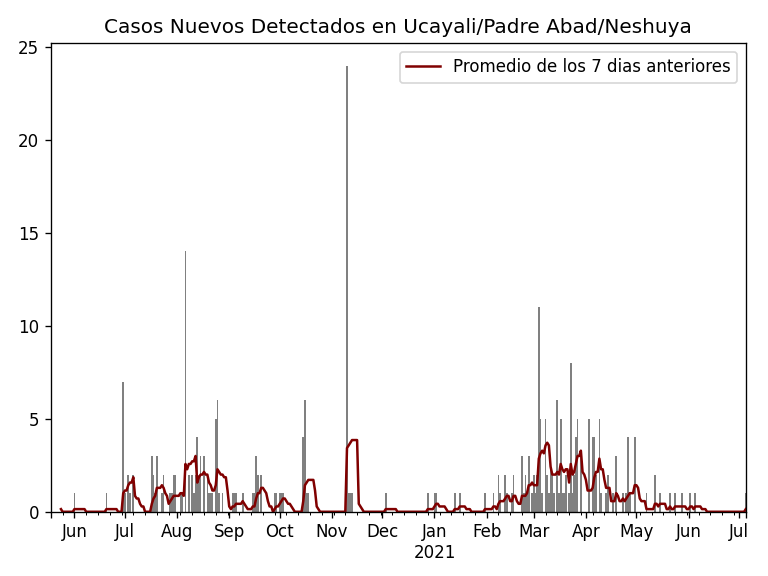 Casos Nuevos Detectados en Ucayali/Padre Abad/Neshuya
Promedio de los 7 dias anteriores
25
20
15
10
5
0
Jun Jul Aug Sep Oct Nov Dec Jan Feb Mar Apr May Jun Jul
2021